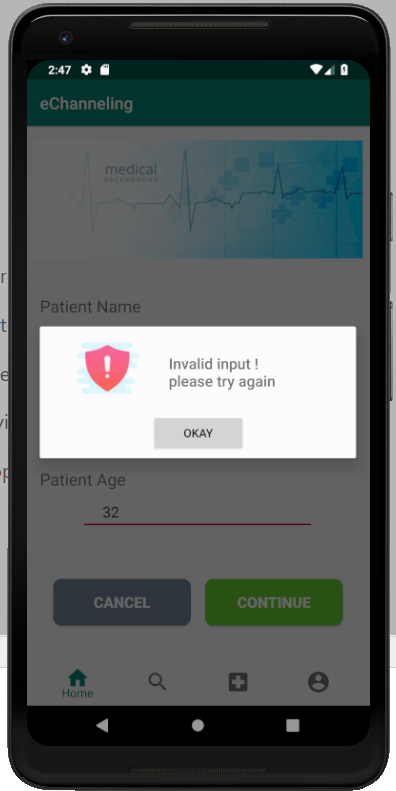 2:47
eChanneling
medical
BACKGROUND
Patient Name
Invalid input !
please try again
OKAY
Patient Age
32
CANCEL
CONTINUE
Home